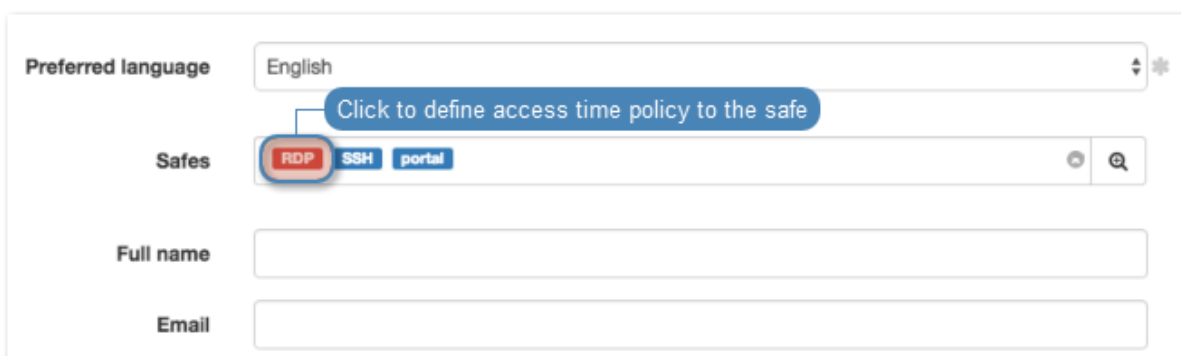 Preferred language English
Click to define access time policy to the safe
Safes RDP SSH portal
Full name
Email